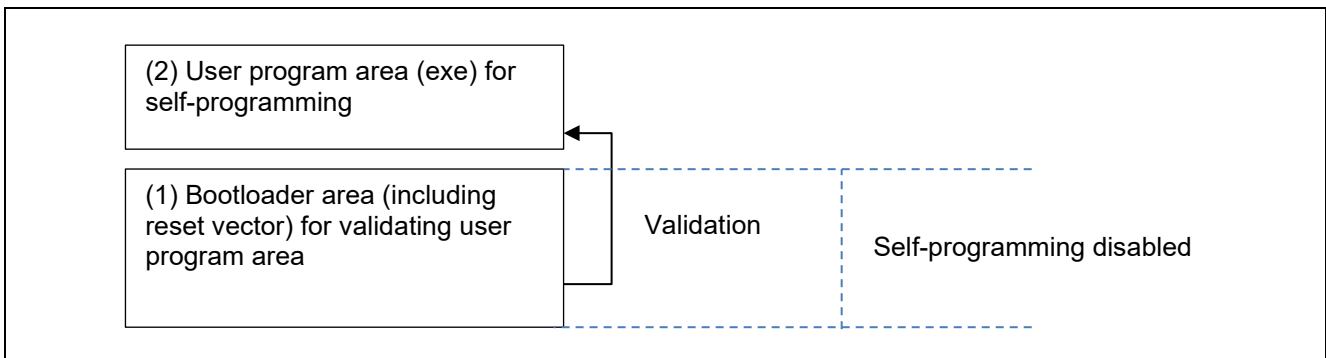 (2) User program area (exe) for
self-programming
(1) Bootloader area (including
reset vector) for validating user
program area
Validation
Self-programming disabled